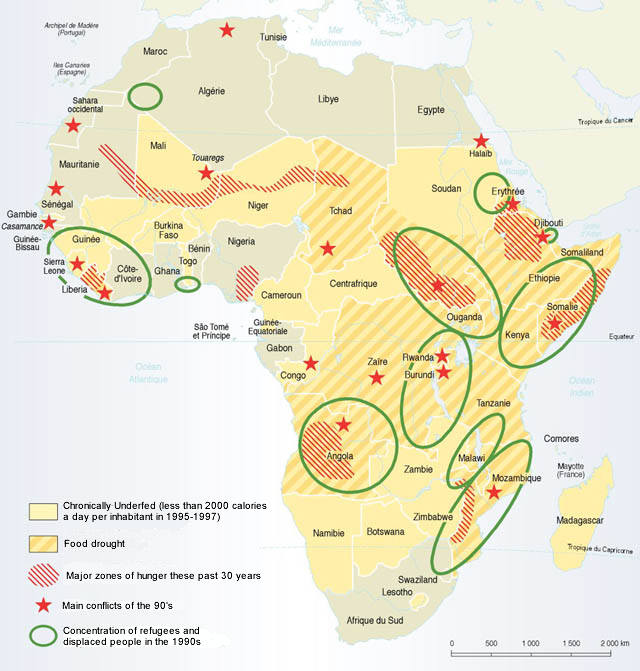 Archipel de Madère
(Portugal)
Mer
Méditerranée
Tunisie
Maroc
Iles Canaries
(Espagne)
Algérie
Libye
Egypte
Sahara
occidental
Tropique du Cancer
Halaïb
Mer
Rouge
Mauritanie
Mali
Touaregs
Niger
Tchad
Soudan
Erythrée
Sénégal
Gambie
Casamance
Guinée-
Bissau
Guinée
Burkina
Faso
Bénin
Togo
Ghana
Côte-
d'Ivoire
Sierra
Leone
Liberia
Nigeria
Djibouti
Somaliland
Ethiopie
Somalie
Centrafrique
Cameroun
Ouganda
Kenya
São Tomé
et Príncipe
Guinée-
Equatoriale
Gabon
Congo
Zaïre
Rwanda
Burundi
Equateur
Océan
Atlantique
Océan
Indien
Tanzanie
Comores
Mayotte
(France)
Angola
Zambie
Malawi
Mozambique
Zimbabwe
Madagascar
Namibie
Botswana
Tropique du Capricorne
Swaziland
Lesotho
Afrique du Sud
Chronically Underfed (less than 2000 calories
a day per inhabitant in 1995-1997)
Food drought
Major zones of hunger these past 30 years
Main conflicts of the 90's
Concentration of refugees and
displaced people in the 1990s
0 500 1 000 1 500 2 000 km